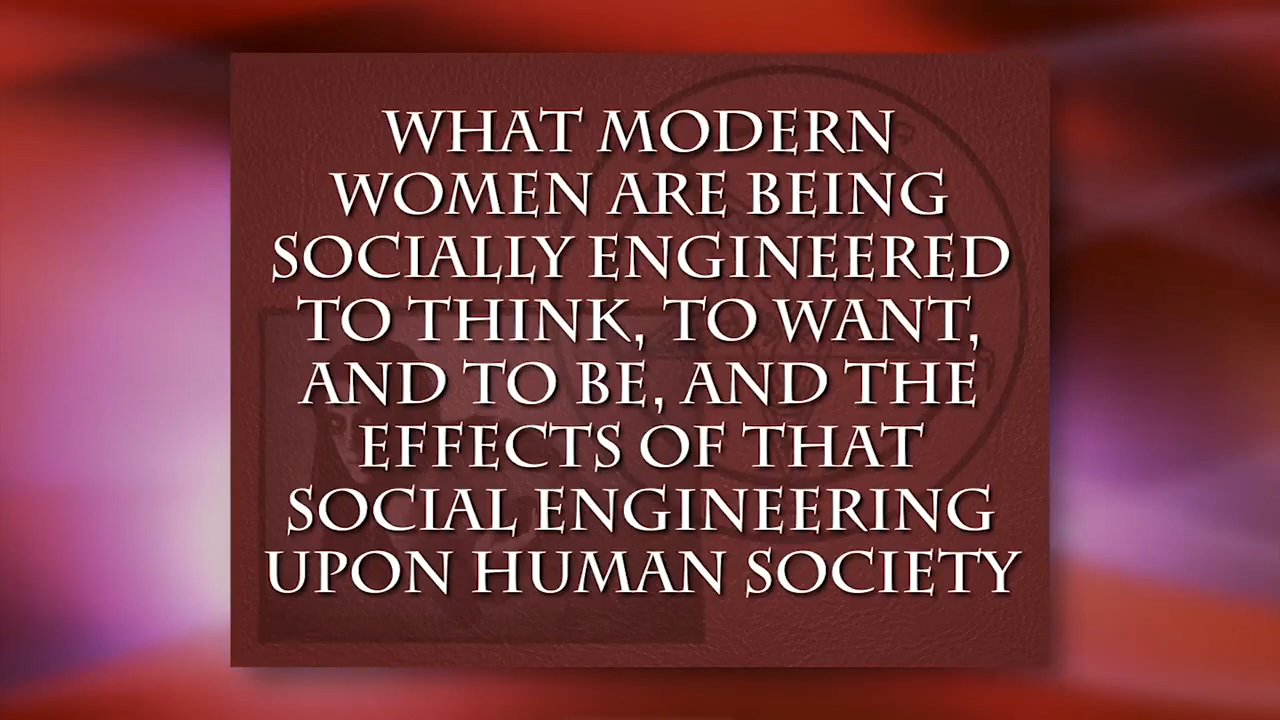 WHAT MODERN
WOMEN ARE BEING
SOCIALLY ENGINEERED
TO THINK, TO WANT,
AND TO BE, AND THE
EFFECTS OF THAT
SOCIAL ENGINEERING
UPON HUMAN SOCIETY